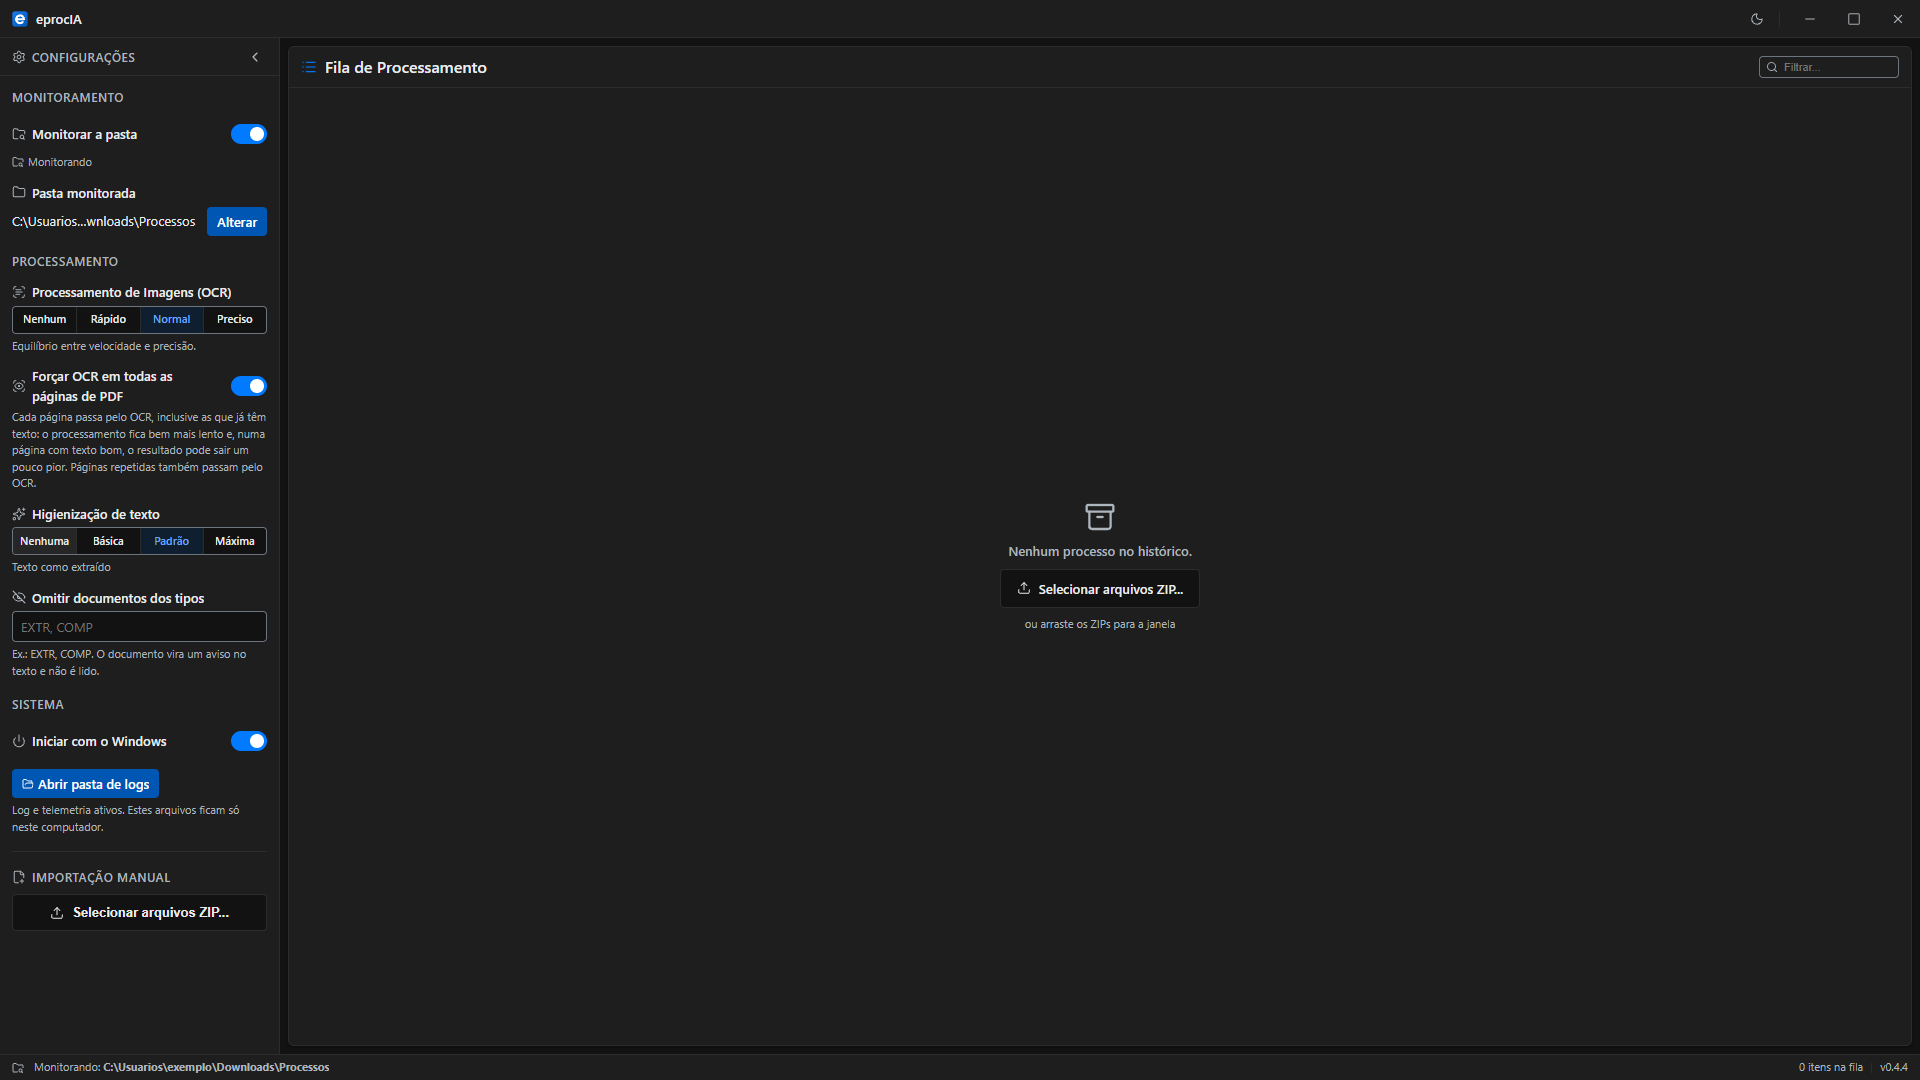 eprocIA
CONFIGURAÇÕES
MONITORAMENTO
Monitorar a pasta
Monitorando
Pasta monitorada
C:\Usuarios...wnloads\Processos
Alterar
PROCESSAMENTO
Processamento de Imagens (OCR)
Nenhum Rápido Normal Preciso
Equilíbrio entre velocidade e precisão.
Forçar OCR em todas as
páginas de PDF
Cada página passa pelo OCR, inclusive as que já têm
texto: o processamento fica bem mais lento e, numa
página com texto bom, o resultado pode sair um
pouco pior. Páginas repetidas também passam pelo
OCR.
Higienização de texto
Nenhuma Básica Padrão Máxima
Texto como extraído
Omitir documentos dos tipos
EXTR, COMP
Ex.: EXTR, COMP. O documento vira um aviso no
texto e não é lido.
SISTEMA
Iniciar com o Windows
Abrir pasta de logs
Log e telemetria ativos. Estes arquivos ficam só
neste computador.
IMPORTAÇÃO MANUAL
Selecionar arquivos ZIP...
Fila de Processamento
Filtrar...
Nenhum processo no histórico.
Selecionar arquivos ZIP...
ou arraste os ZIPs para a janela
Monitorando: C:\Usuarios\exemplo\Downloads\Processos
0 itens na fila
v0.4.4